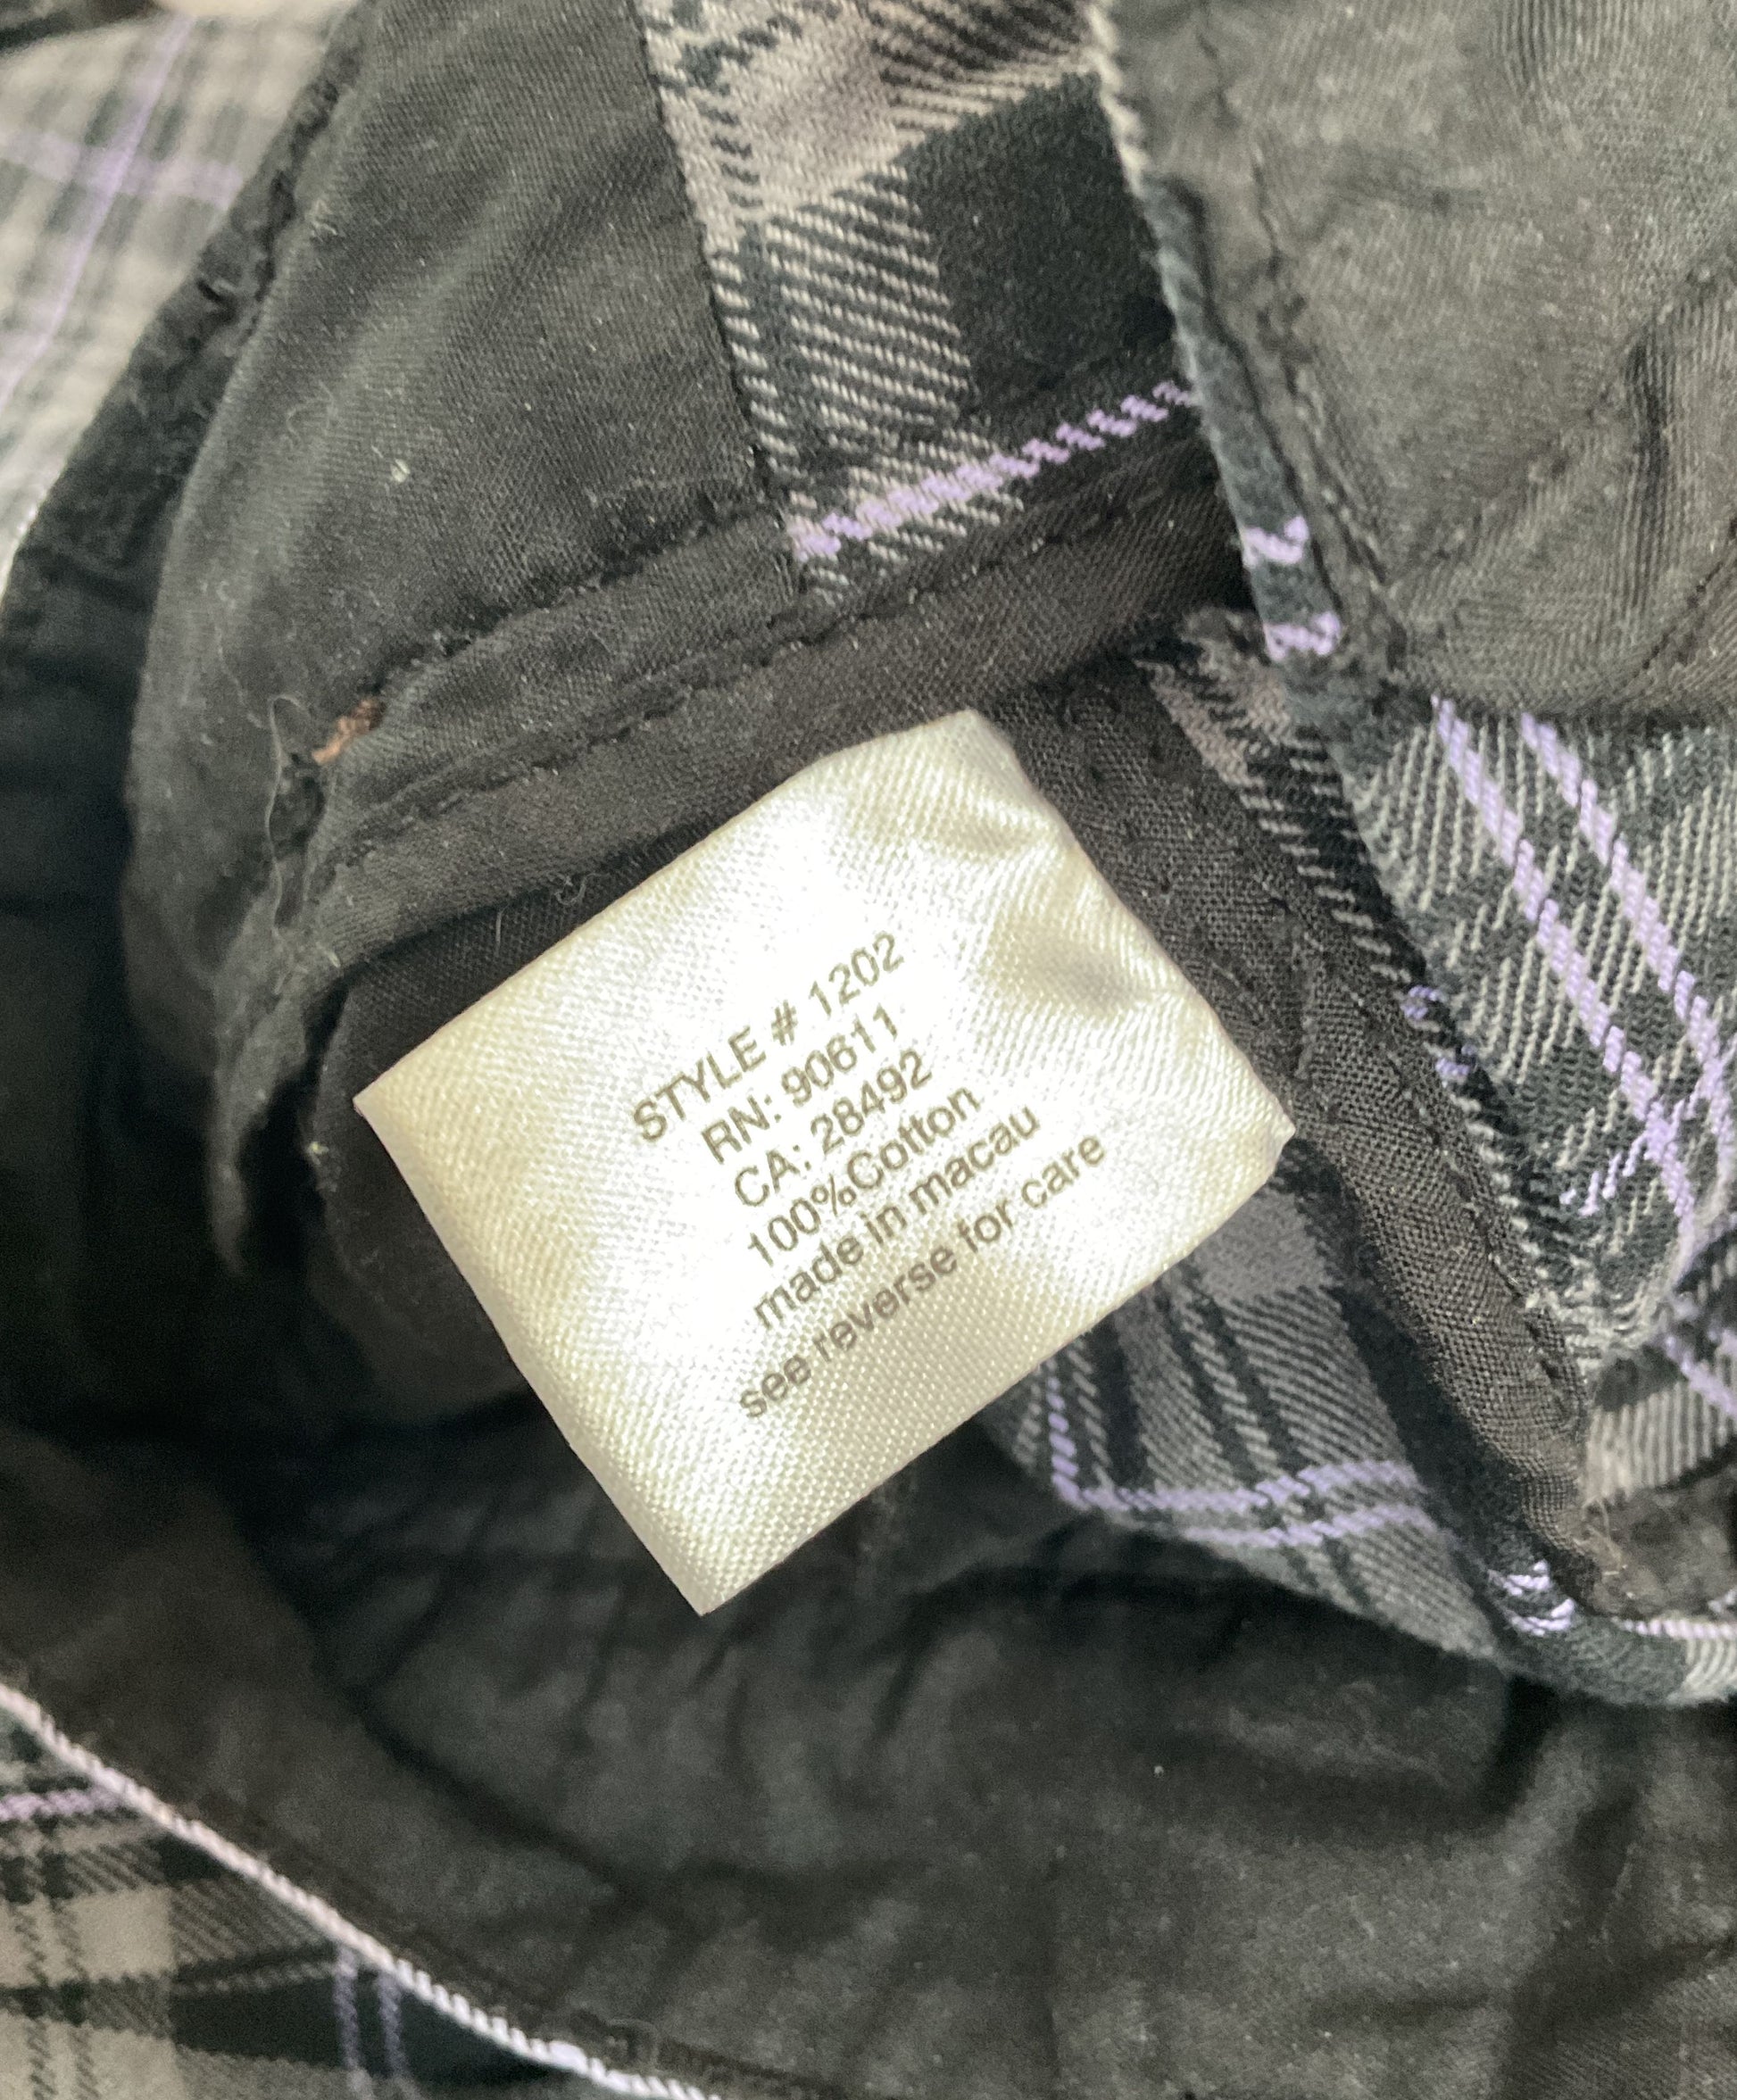 STYLE # 1202
RN: 90611
CA: 28492
100%Cotton
made in macau
see reverse for care